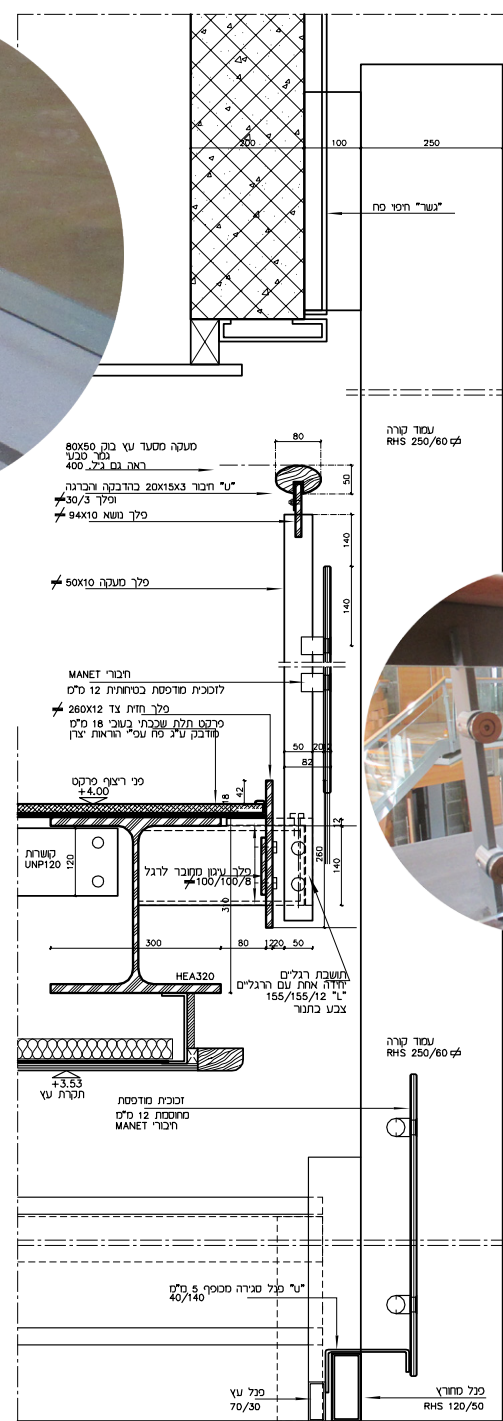 200 100 250
"גשר" חיפוי פח
עמוד קורה
RHS 250/60
80
50
מעקה מסעד עץ בוק 80X50
גמר טבעי
ראה גם גיל. 400
"U" חיבור 20X15X3 בהדבקה והברגה
ופלך 30/3
פלך נושא 94X10
140
140
פלך מעקה 50X10
חיבורי MANET
לזכוכית מודפסת בטיחותית 12 מ"מ
פלך חזית צד 260X12
פרקט תלת שכבתי בעובי 18 מ"מ
מודבק ע"ג פח עפ"י הוראות יצרן
50 20
82
פני ריצוף פרקט
+4.00
42
18
12
קושרות
UNP120
120
פלך עיגון מחובר לרגל
100/100/8
260
140
310
300 80 12 20 50
HEA320
תושבת רגליים
יחידה אחת עם הרגליים
"L" 155/155/12
צבע בתנור
+3.53
תקרת עץ
עמוד קורה
RHS 250/60
זכוכית מודפסת
מחוסמת 12 מ"מ
חיבורי MANET
"U" פנל סגירה מכופף 5 מ"מ
40/140
פנל עץ
70/30
פנל מחורץ
RHS 120/50